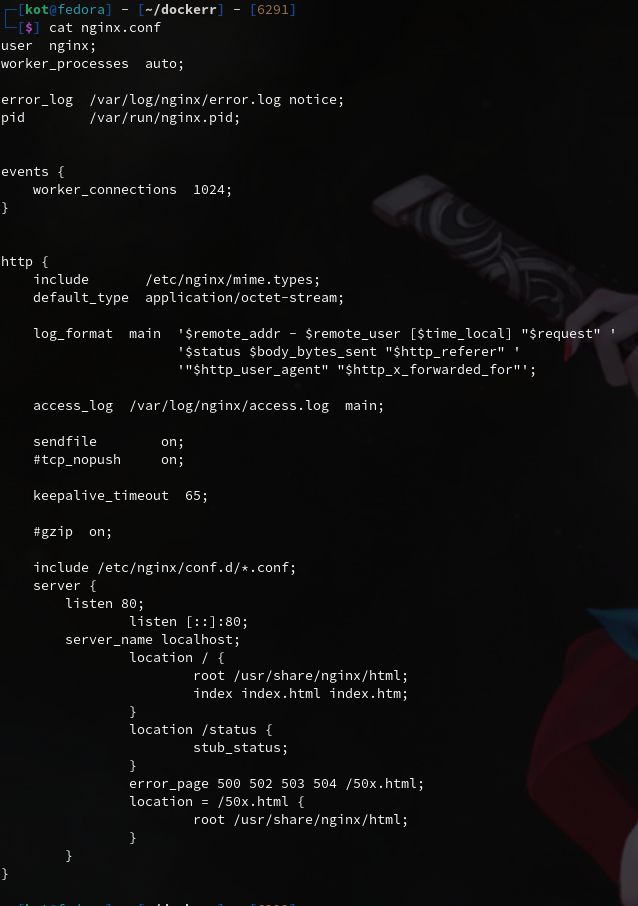 [kot@fedora] - [~/dockerr] - [6291]
[$] cat nginx.conf
user  nginx;
worker_processes  auto;

error_log  /var/log/nginx/error.log notice;
pid        /var/run/nginx.pid;


events {
    worker_connections  1024;
}


http {
    include       /etc/nginx/mime.types;
    default_type  application/octet-stream;

    log_format  main  '$remote_addr - $remote_user [$time_local] "$request" '
                      '$status $body_bytes_sent "$http_referer" '
                      '"$http_user_agent" "$http_x_forwarded_for"';

    access_log  /var/log/nginx/access.log  main;

    sendfile        on;
    #tcp_nopush     on;

    keepalive_timeout  65;

    #gzip  on;

    include /etc/nginx/conf.d/*.conf;
    server {
        listen 80;
                listen [::]:80;
        server_name localhost;
                location / {
                        root /usr/share/nginx/html;
                        index index.html index.htm;
                }
                location /status {
                        stub_status;
                }
                error_page 500 502 503 504 /50x.html;
                location = /50x.html {
                        root /usr/share/nginx/html;
                }
        }
}